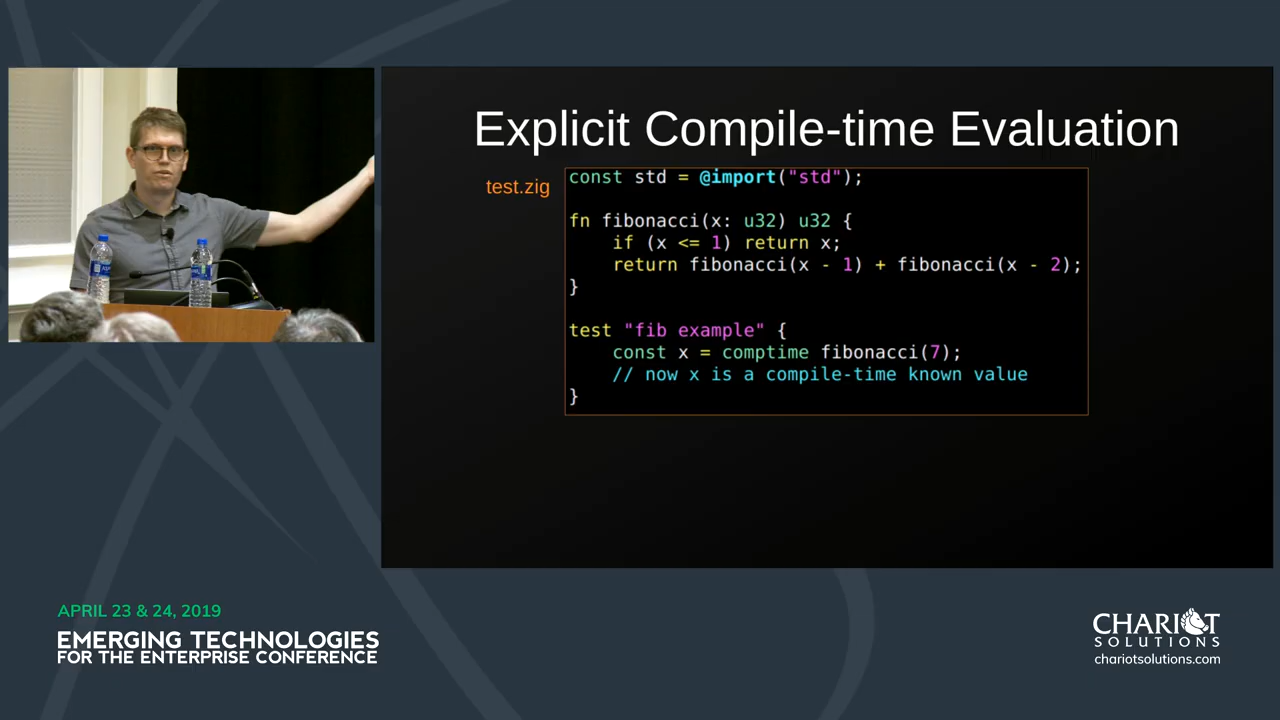 Explicit Compile-time Evaluation
test.zig
const std = @import("std");
fn fibonacci(x: u32) u32 {
    if (x <= 1) return x;
    return fibonacci(x - 1) + fibonacci(x - 2);
}
test "fib example" {
    const x = comptime fibonacci(7);
    // now x is a compile-time known value
}
APRIL 23 & 24, 2019
EMERGING TECHNOLOGIES
FOR THE ENTERPRISE CONFERENCE
CHARIOT
SOLUTIONS
chariotsolutions.com